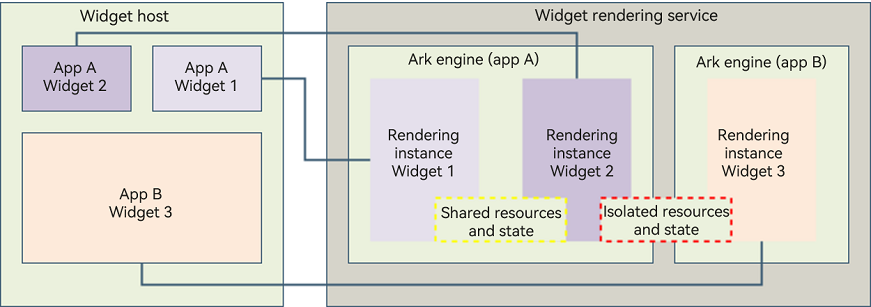 Widget host
App A
Widget 2
App A
Widget 1
App B
Widget 3
Widget rendering service
Ark engine (app A)
Rendering
instance
Widget 1
Rendering
instance
Widget 2
Shared resources
and state
Ark engine (app B)
Rendering
instance
Widget 3
Isolated resources
and state